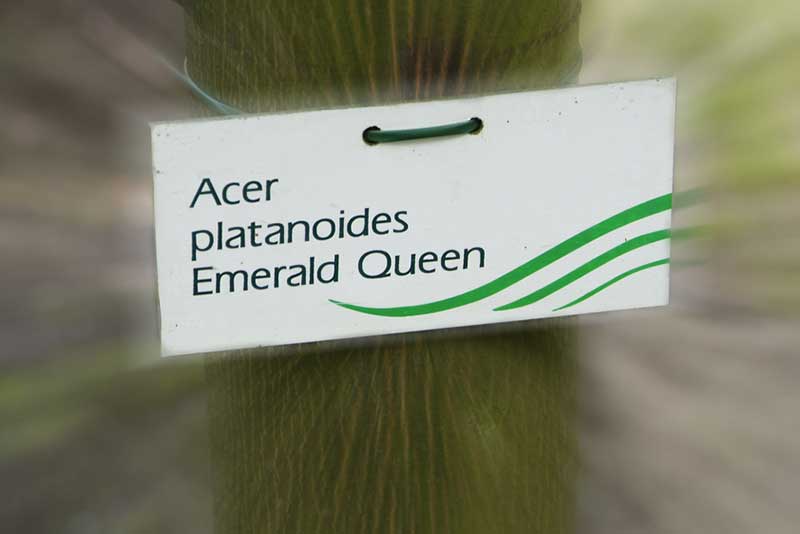 Acer
platanoides
Emerald Queen